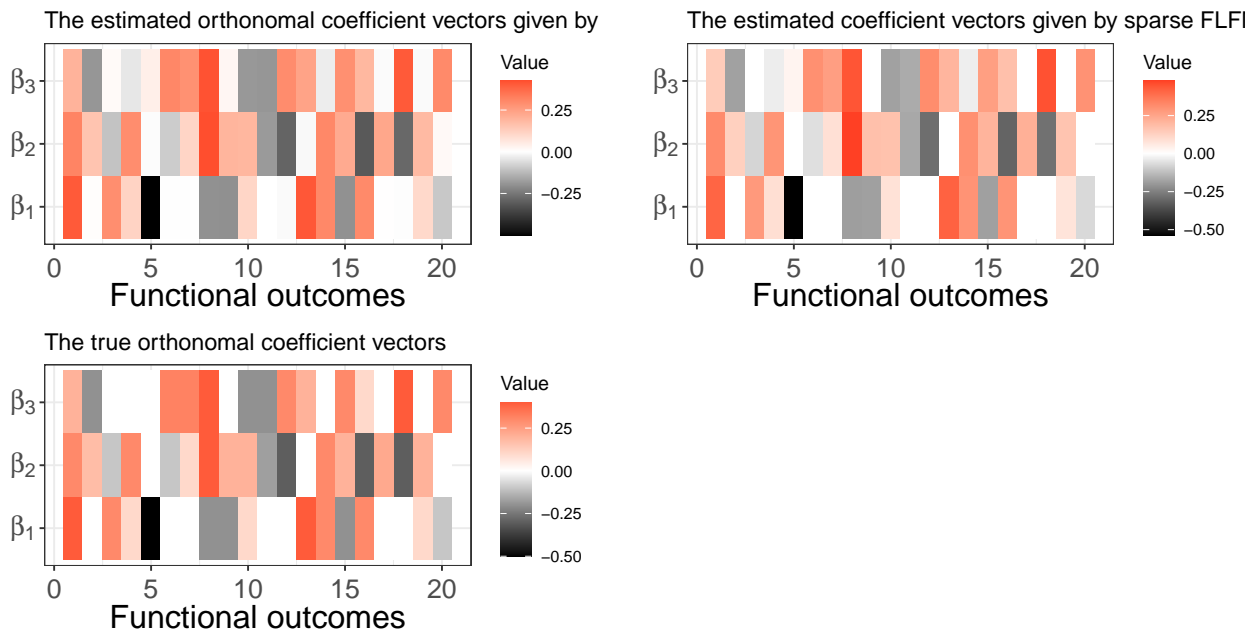 The estimated orthonomal coefficient vectors given by
Value
β3
β2
β1
0.25
0.00
−0.25
0 5 10 15 20
Functional outcomes
The estimated coefficient vectors given by sparse FLFI
Value
β3
β2
β1
0.25
0.00
−0.25
−0.50
0 5 10 15 20
Functional outcomes
The true orthonomal coefficient vectors
Value
β3
β2
β1
0.25
0.00
−0.25
−0.50
0 5 10 15 20
Functional outcomes